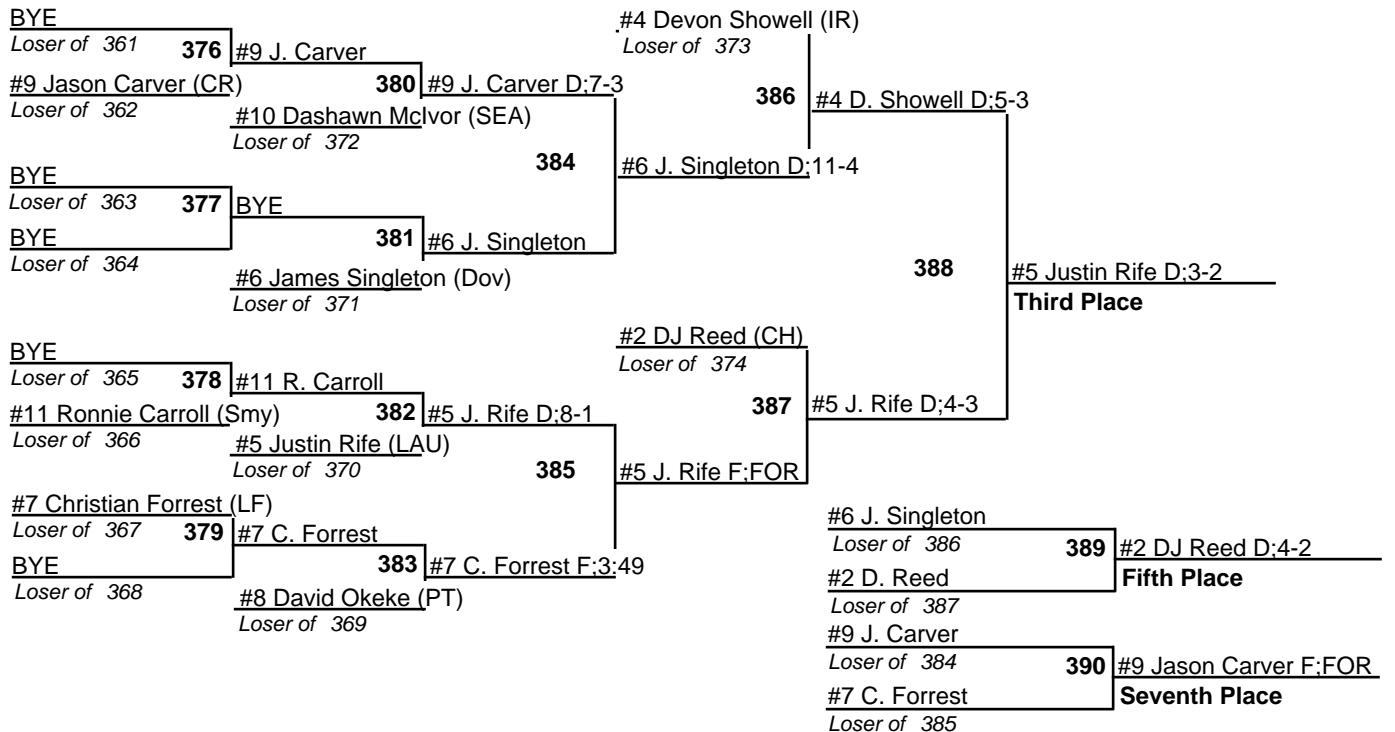 BYE
Loser of 361
376
#9 J. Carver
#9 Jason Carver (CR)
Loser of 362
380
#9 J. Carver D;7-3
#10 Dashawn McIvor (SEA)
Loser of 372
BYE
Loser of 363
377
BYE
BYE
Loser of 364
381
#6 J. Singleton
#6 James Singleton (Dov)
Loser of 371
384
#6 J. Singleton D;11-4
#4 Devon Showell (IR)
Loser of 373
386
#4 D. Showell D;5-3
BYE
Loser of 365
378
#11 R. Carroll
#11 Ronnie Carroll (Smy)
Loser of 366
382
#5 J. Rife D;8-1
#5 Justin Rife (LAU)
Loser of 370
#7 Christian Forrest (LF)
Loser of 367
379
#7 C. Forrest
BYE
Loser of 368
383
#7 C. Forrest F;3:49
#8 David Okeke (PT)
Loser of 369
385
#5 J. Rife F;FOR
#2 DJ Reed (CH)
Loser of 374
387
#5 J. Rife D;4-3
388
#5 Justin Rife D;3-2
Third Place
#6 J. Singleton
Loser of 386
389
#2 DJ Reed D;4-2
Fifth Place
#2 D. Reed
Loser of 387
#9 J. Carver
Loser of 384
390
#9 Jason Carver F;FOR
Seventh Place
#7 C. Forrest
Loser of 385